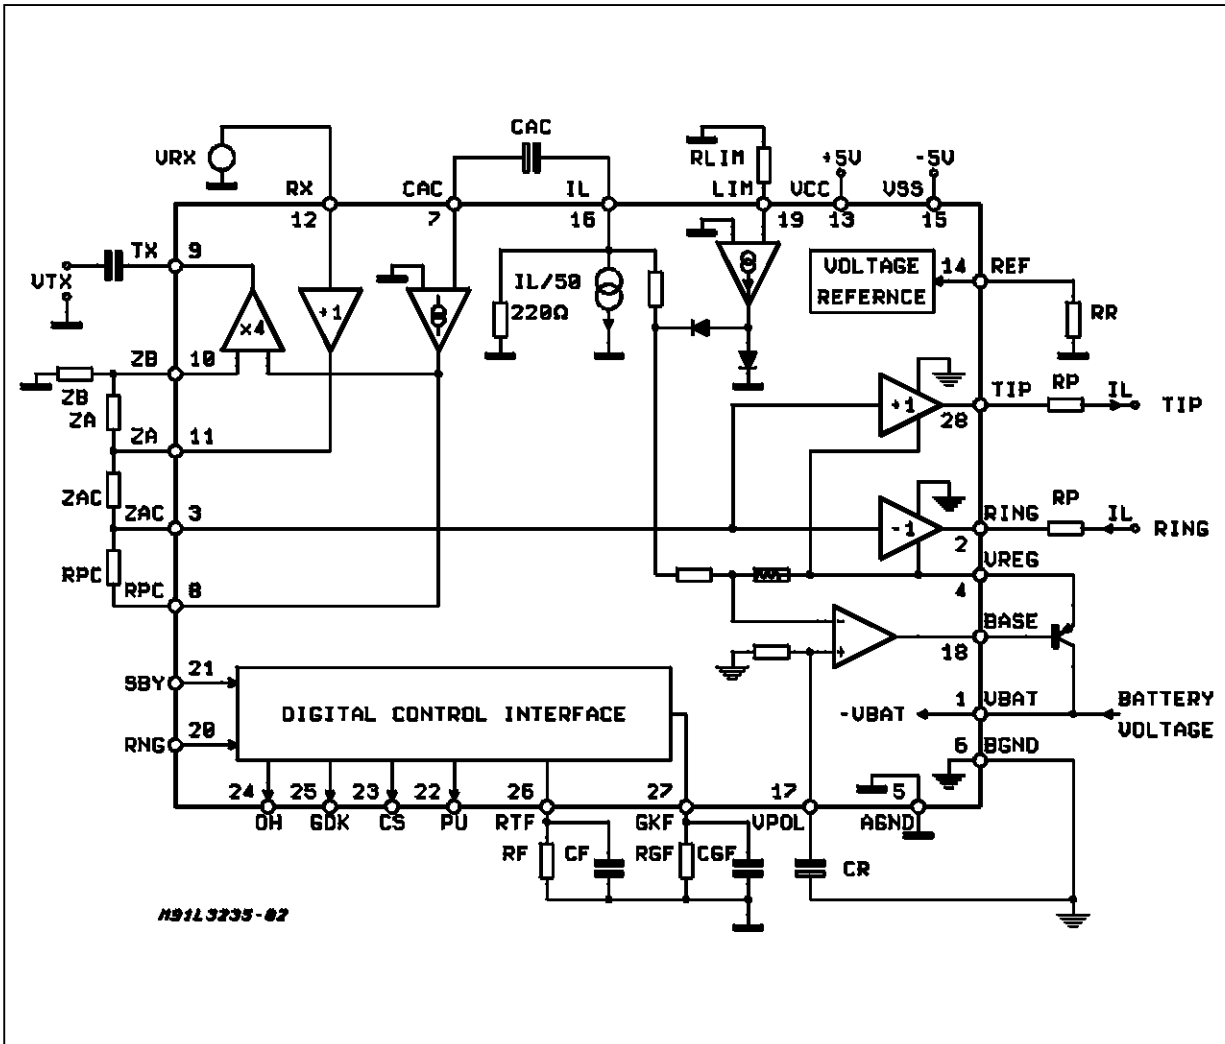 CAC
VRX
RLIM
+5V
-5V
RX
CAC
IL
LIM
VCC
VSS
12
7
16
19
13
15
TX
9
VTX
VOLTAGE
REFERNCE
14
REF
IL/50
220Ω
x4
+1
RR
ZB
10
ZB
ZA
TIP
RP
IL
TIP
+1
28
ZA
11
ZAC
ZAC
3
RING
RP
IL
RING
-1
2
VREG
4
RPC
RPC
8
BASE
-
+
18
SBY
21
DIGITAL CONTROL INTERFACE
RNG
20
-VBAT
1
VBAT
BATTERY
VOLTAGE
6
BGND
24
25
23
22
26
27
17
5
OH
GDK
CS
PU
RTF
GKF
VPOL
AGND
RF
CF
RGF
CGF
CR
M91L3235-02